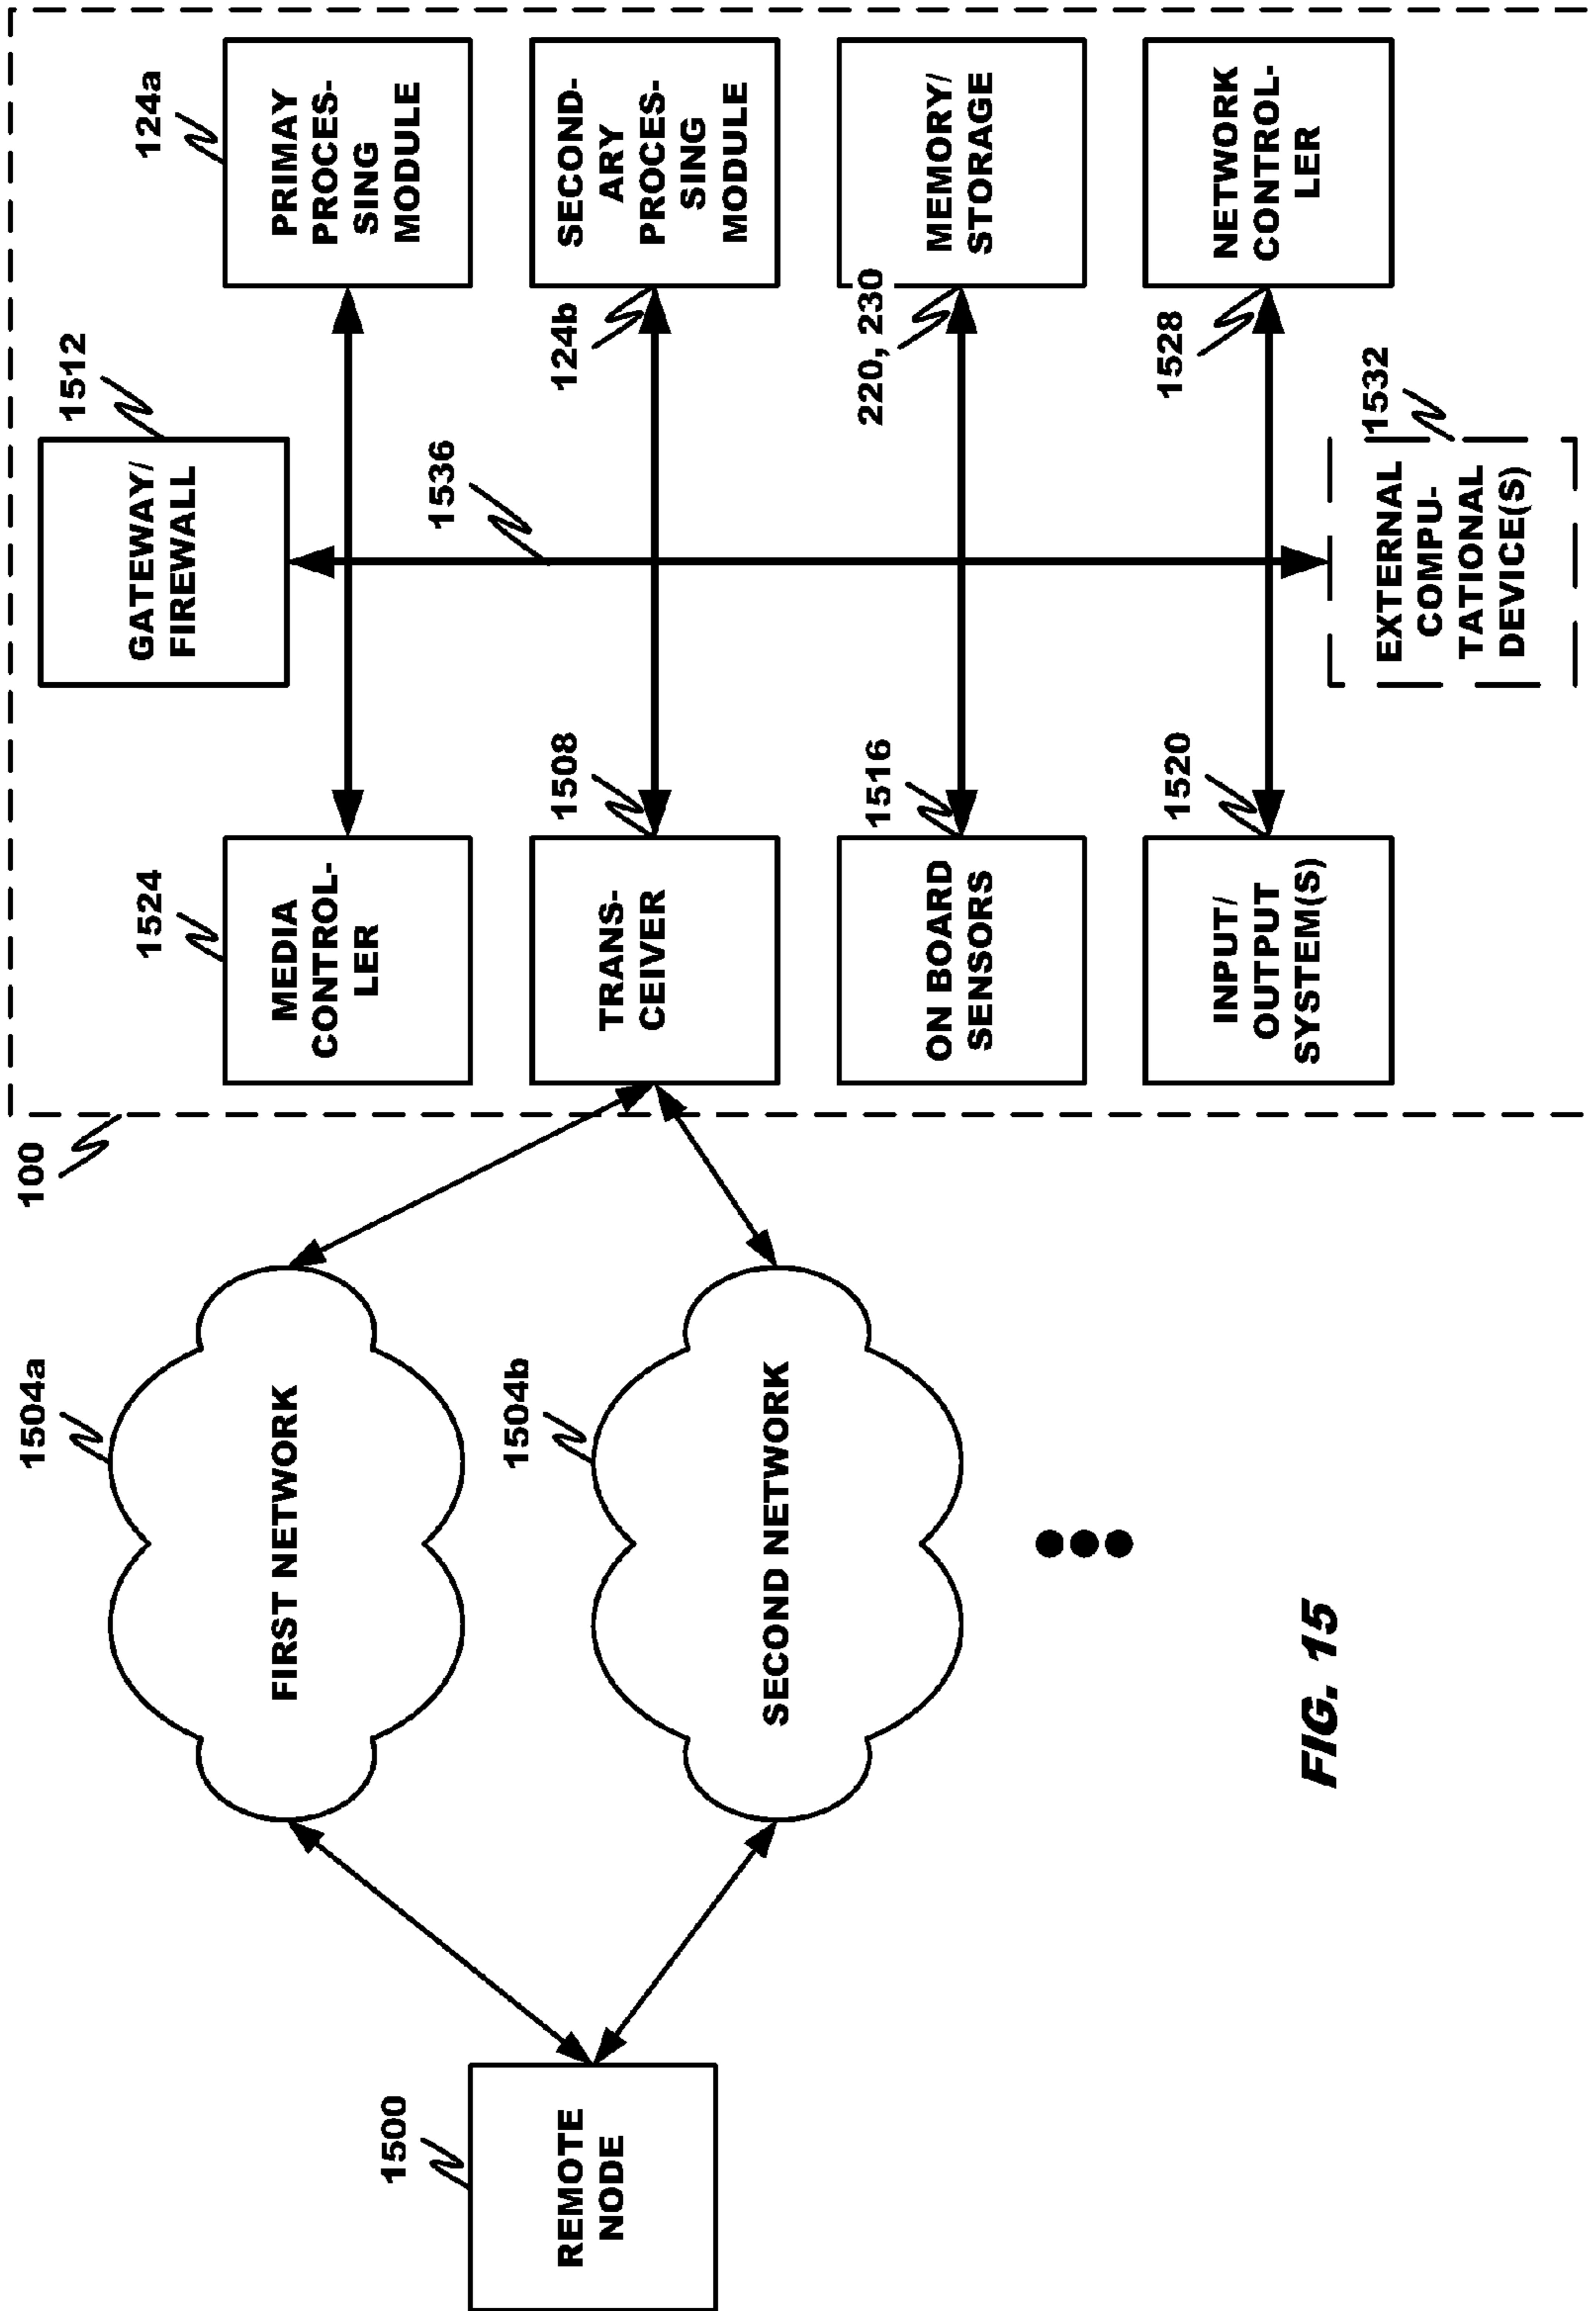 1500
REMOTE
NODE
1504a
FIRST NETWORK
1504b
SECOND NETWORK
100
1524
MEDIA
CONTROL-
LER
1508
TRANS-
CEIVER
1516
ON BOARD
SENSORS
1520
INPUT/
OUTPUT
SYSTEM(S)
1512
GATEWAY/
FIREWALL
1536
1532
EXTERNAL
COMPU-
TATIONAL
DEVICE(S)
124a
PRIMAY
PROCES-
SING
MODULE
124b
SECOND-
ARY
PROCES-
SING
MODULE
220, 230
MEMORY/
STORAGE
1528
NETWORK
CONTROL-
LER
FIG. 15